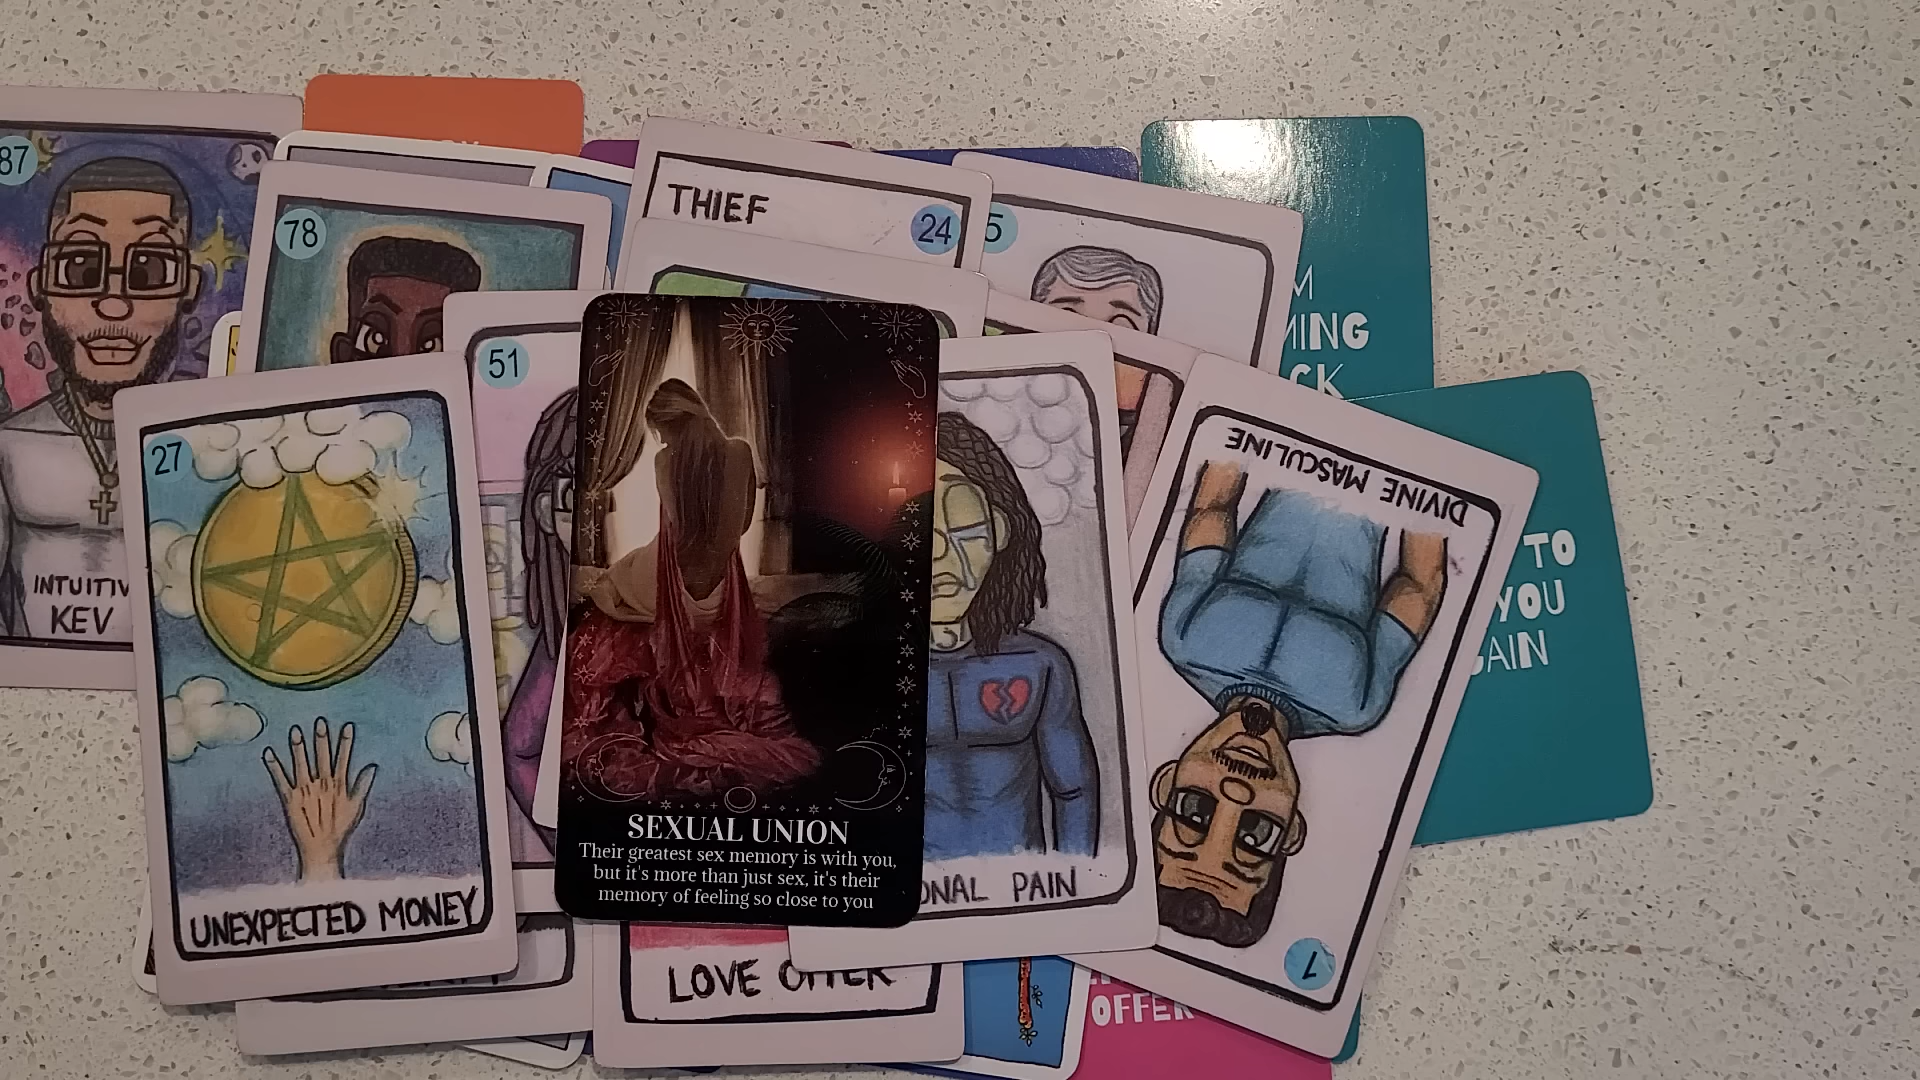 87
THIEF
24
5
78
MING
CK
51
27
DIVINE MASCULINE
TO
YOU
INTUITIV
KEV
SEXUAL UNION
Their greatest sex memory is with you,
but it's more than just sex, it's their
memory of feeling so close to you
PAIN
UNEXPECTED MONEY
LOVE OFFER
7
OFFER